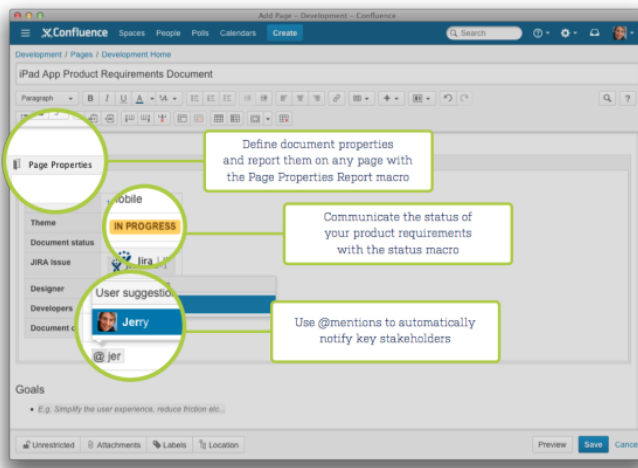 Add Page – Development – Confluence
Confluence Spaces People Polls Calendars Create Search
Development / Pages / Development Home
iPad App Product Requirements Document
Paragraph B I U A
Page Properties
Define document properties
and report them on any page with
the Page Properties Report macro
Theme
Document status IN PROGRESS
Communicate the status of
your product requirements
with the status macro
JIRA Issue Jira
Designer
User suggestio
Developers Jerry
Document
@ jer
Use @mentions to automatically
notify key stakeholders
Goals
• E.g. Simplify the user experience, reduce friction etc...
Unrestricted Attachments Labels Location Preview Save Cance